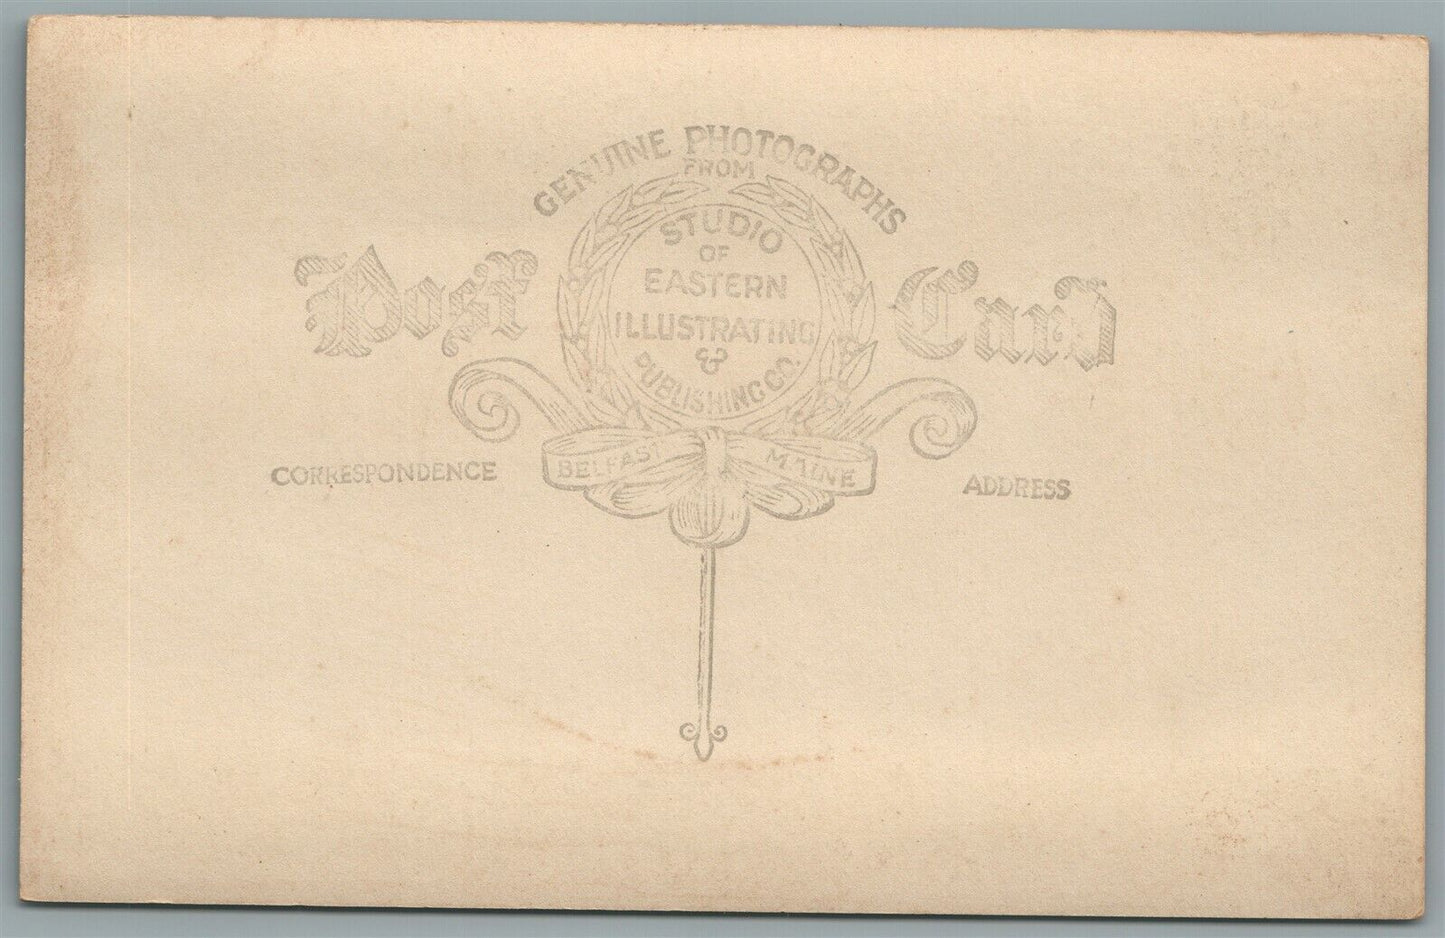 GENUINE PHOTOGRAPHS
FROM
Post Card
STUDIO
OF
EASTERN
ILLUSTRATING
&
PUBLISHING CO.
BELFAST MAINE
CORRESPONDENCE
ADDRESS